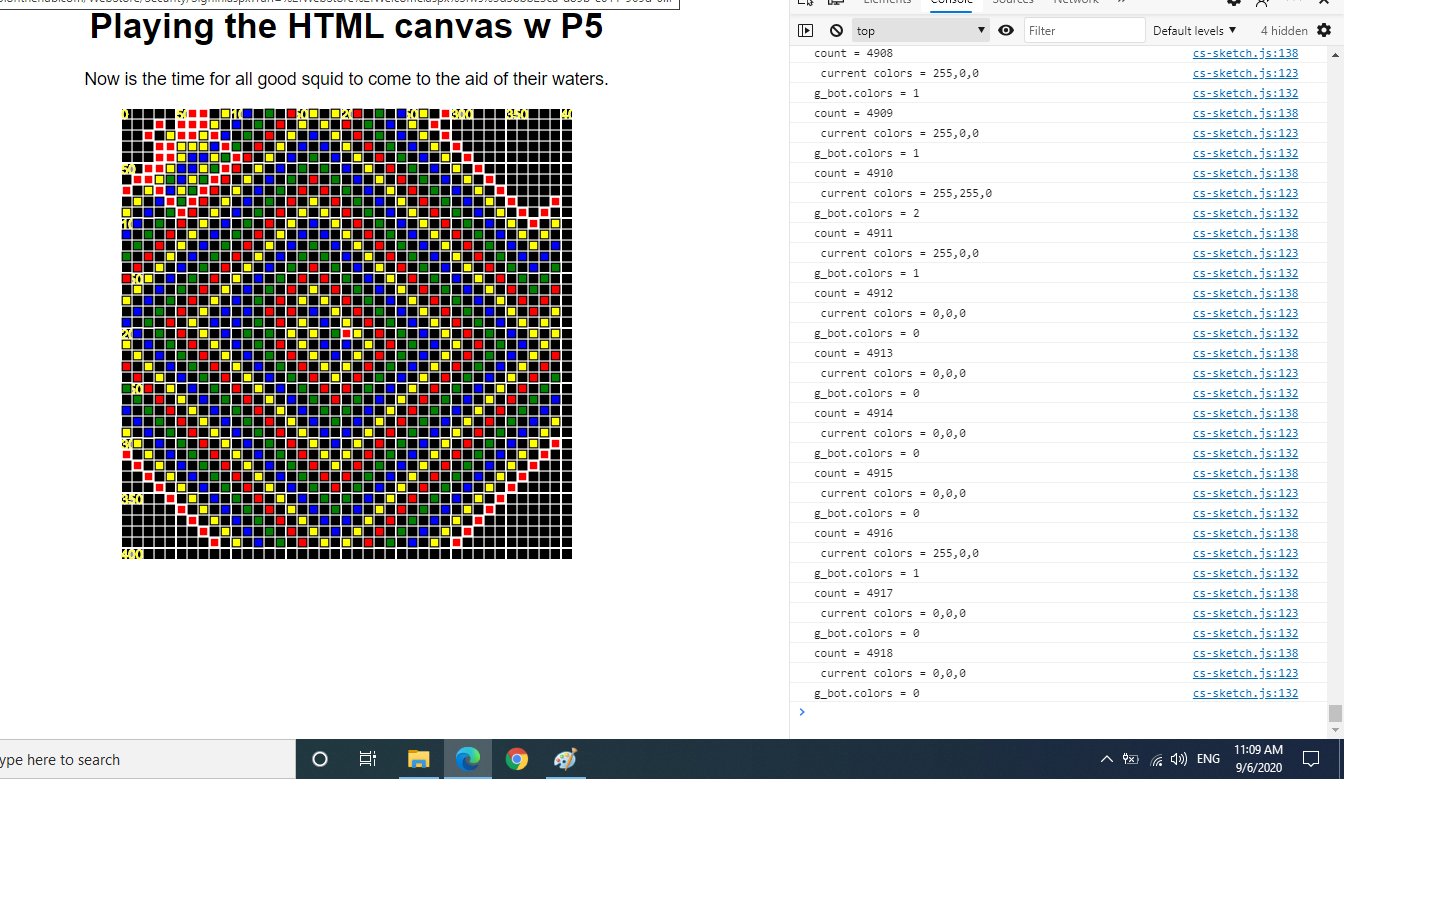 Playing the HTML canvas w P5
Now is the time for all good squid to come to the aid of their waters.
350
400
Elements Console Sources Network
top
Filter
Default levels
4 hidden
count = 4908 cs-sketch.js:138
current colors = 255,0,0 cs-sketch.js:123
g_bot.colors = 1 cs-sketch.js:132
count = 4909 cs-sketch.js:138
current colors = 255,0,0 cs-sketch.js:123
g_bot.colors = 1 cs-sketch.js:132
count = 4910 cs-sketch.js:138
current colors = 255,255,0 cs-sketch.js:123
g_bot.colors = 2 cs-sketch.js:132
count = 4911 cs-sketch.js:138
current colors = 255,0,0 cs-sketch.js:123
g_bot.colors = 1 cs-sketch.js:132
count = 4912 cs-sketch.js:138
current colors = 0,0,0 cs-sketch.js:123
g_bot.colors = 0 cs-sketch.js:132
count = 4913 cs-sketch.js:138
current colors = 0,0,0 cs-sketch.js:123
g_bot.colors = 0 cs-sketch.js:132
count = 4914 cs-sketch.js:138
current colors = 0,0,0 cs-sketch.js:123
g_bot.colors = 0 cs-sketch.js:132
count = 4915 cs-sketch.js:138
current colors = 0,0,0 cs-sketch.js:123
g_bot.colors = 0 cs-sketch.js:132
count = 4916 cs-sketch.js:138
current colors = 255,0,0 cs-sketch.js:123
g_bot.colors = 1 cs-sketch.js:132
count = 4917 cs-sketch.js:138
current colors = 0,0,0 cs-sketch.js:123
g_bot.colors = 0 cs-sketch.js:132
count = 4918 cs-sketch.js:138
current colors = 0,0,0 cs-sketch.js:123
g_bot.colors = 0 cs-sketch.js:132
ype here to search
ENG
11:09 AM
9/6/2020